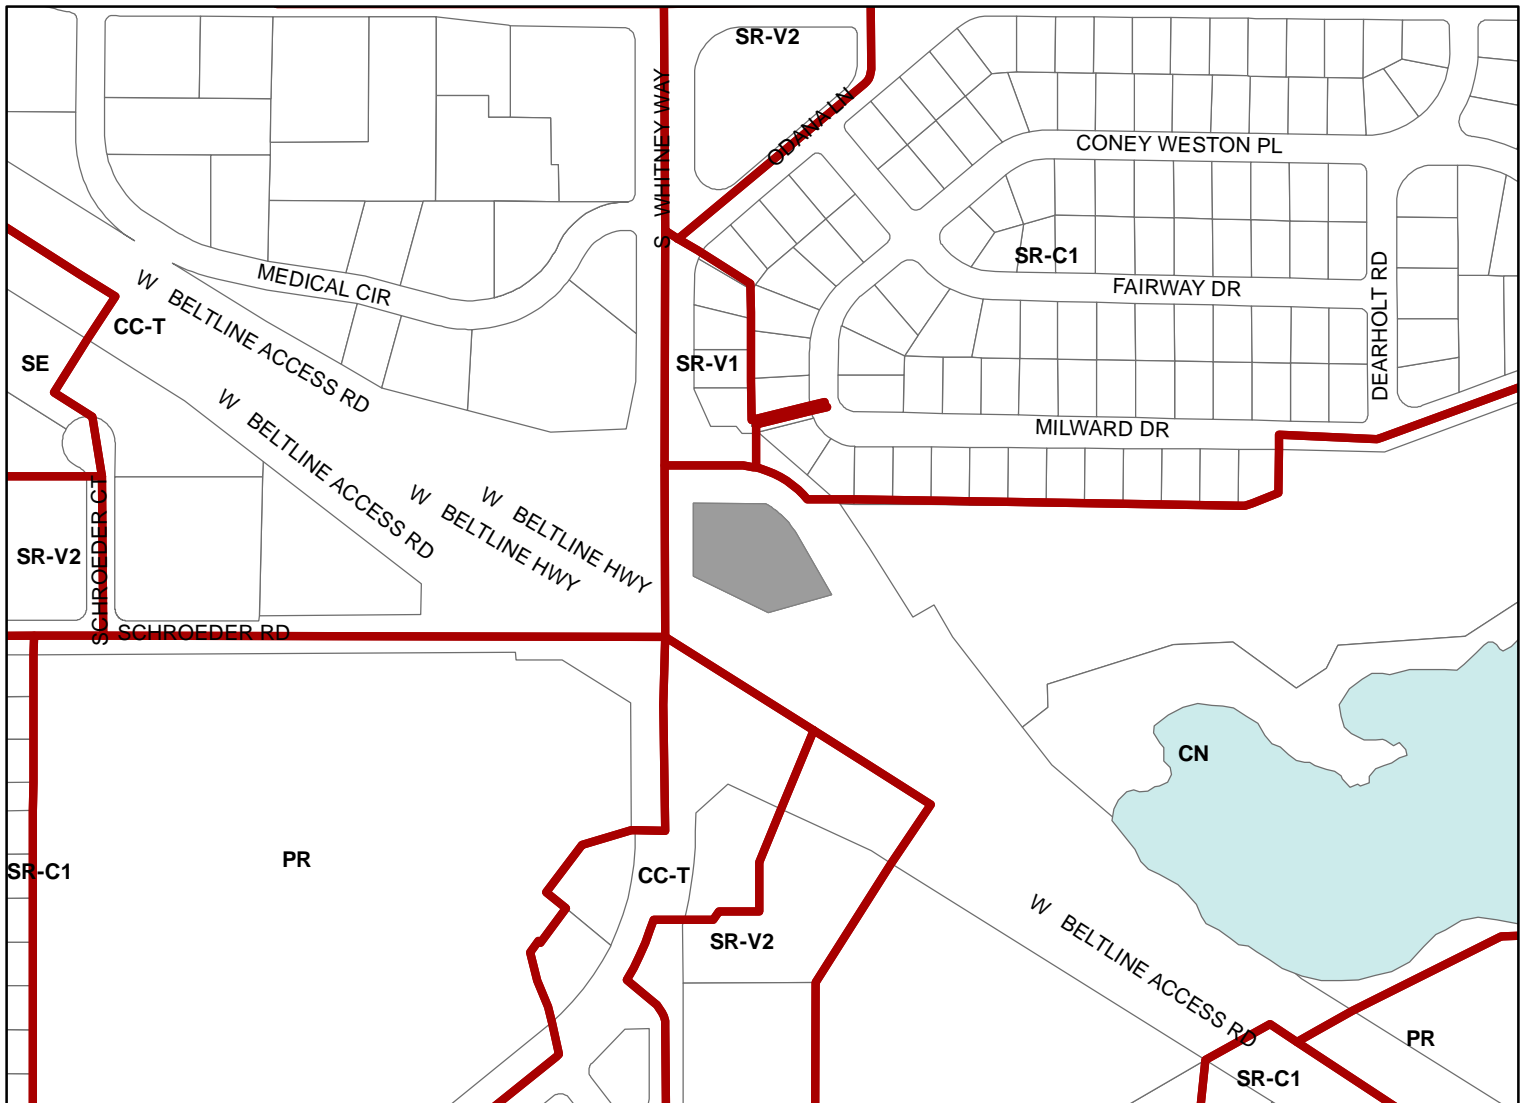 SR-V2
S WHITNEY WAY
ODANA LN
CONEY WESTON PL
SR-C1
MEDICAL CIR
W BELTLINE ACCESS RD
FAIRWAY DR
DEARHOLT RD
CC-T
SE
SR-V1
W BELTLINE ACCESS RD
MILWARD DR
W BELTLINE HWY
W BELTLINE HWY
SR-V2
SCHROEDER CT
SCHROEDER RD
CN
PR
SR-C1
CC-T
SR-V2
W BELTLINE ACCESS RD
PR
SR-C1